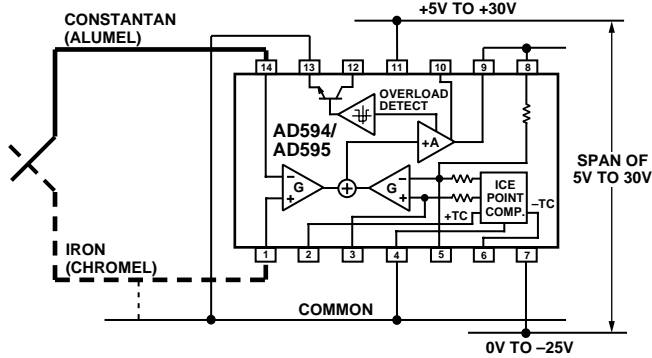 CONSTANTAN
(ALUMEL)
+5V TO +30V
14
13
12
11
10
9
8
OVERLOAD
DETECT
AD594/
AD595
+A
–
G
+
–
G
+
ICE
POINT
COMP.
+TC
–TC
SPAN OF
5V TO 30V
IRON
(CHROMEL)
1
2
3
4
5
6
7
COMMON
0V TO –25V